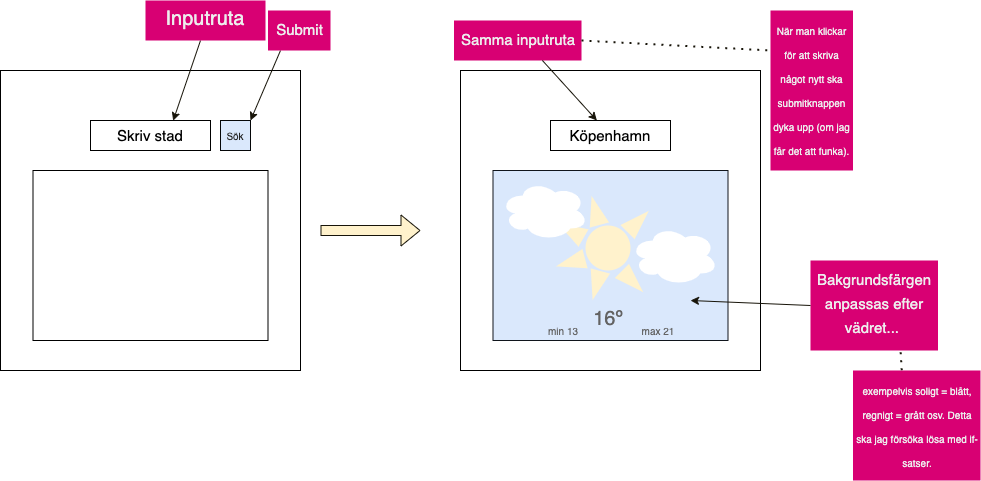 Inputruta
Submit
Skriv stad
Sök
Samma inputruta
När man klickar
för att skriva
något nytt ska
submitknappen
dyka upp (om jag
får det att funka).
Köpenhamn
16º
min 13
max 21
Bakgrundsfärgen
anpassas efter
vädret...
exempelvis soligt = blått,
regnigt = grått osv. Detta
ska jag försöka lösa med if-
satser.